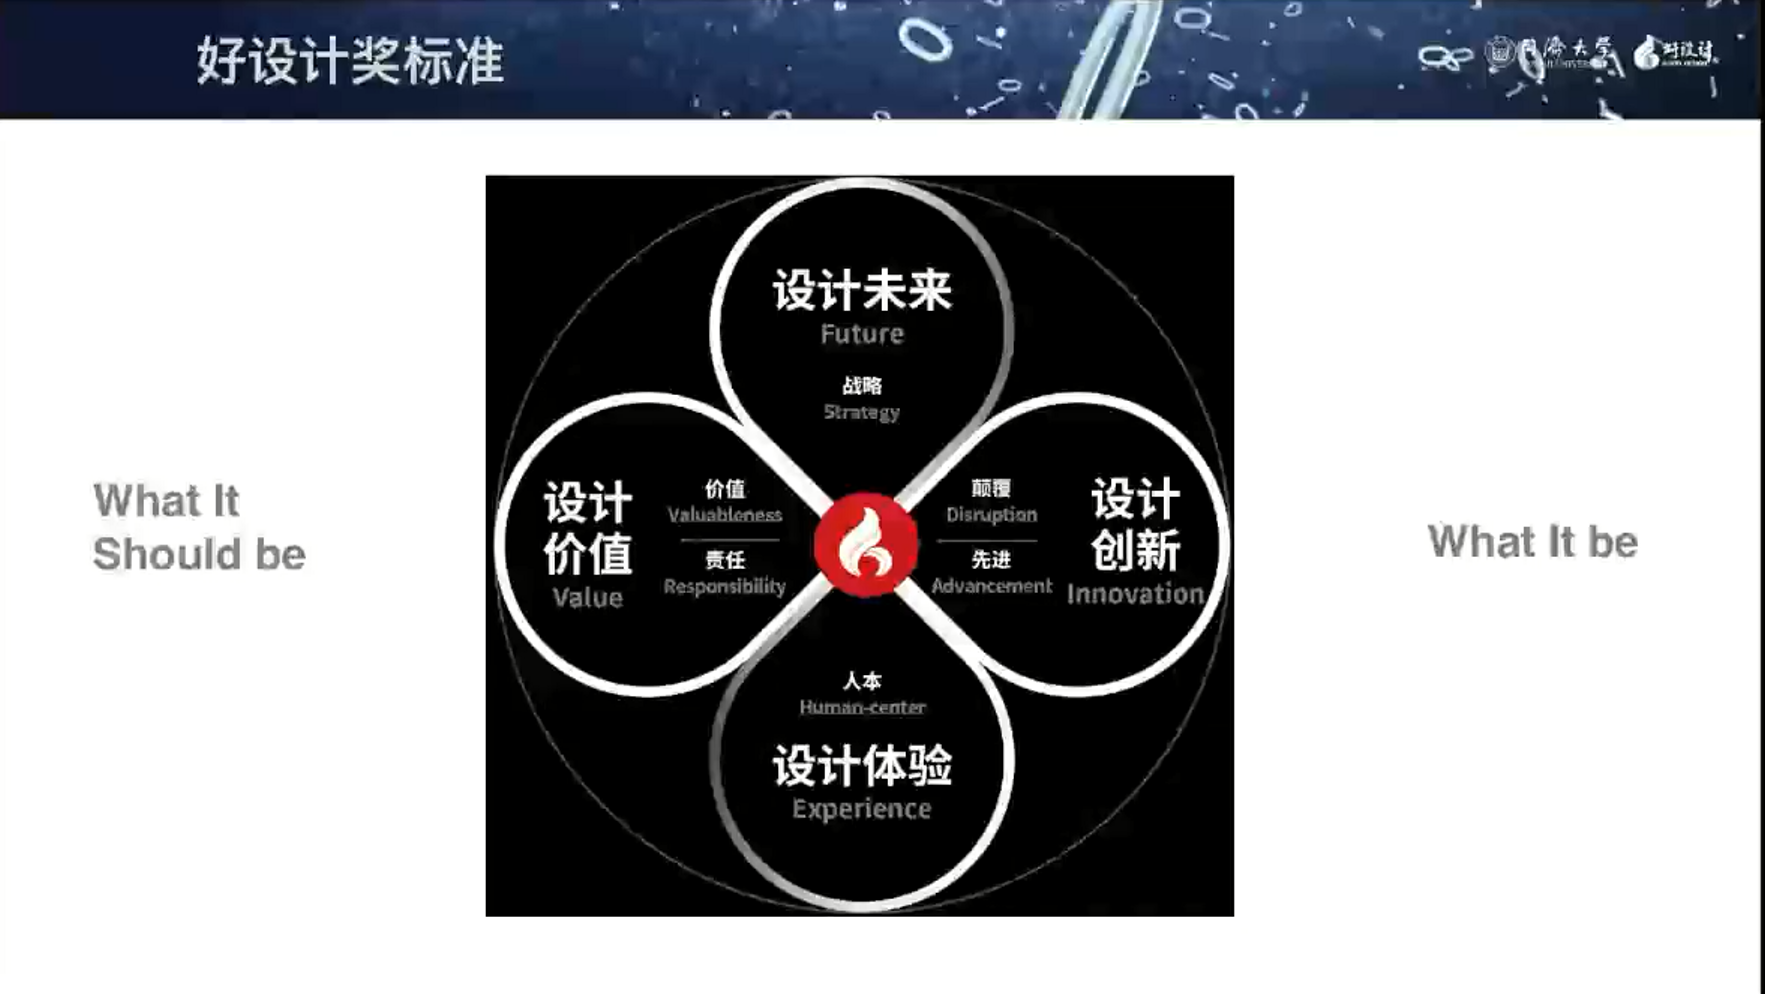 好设计奖标准
同濟大學
好设计
设计未来
Future
战略
Strategy
What It
Should be
设计
价值
Value
价值
Valuableness
责任
Responsibility
颠覆
Disruption
先进
Advancement
设计
创新
Innovation
What It be
人本
Human-center
设计体验
Experience